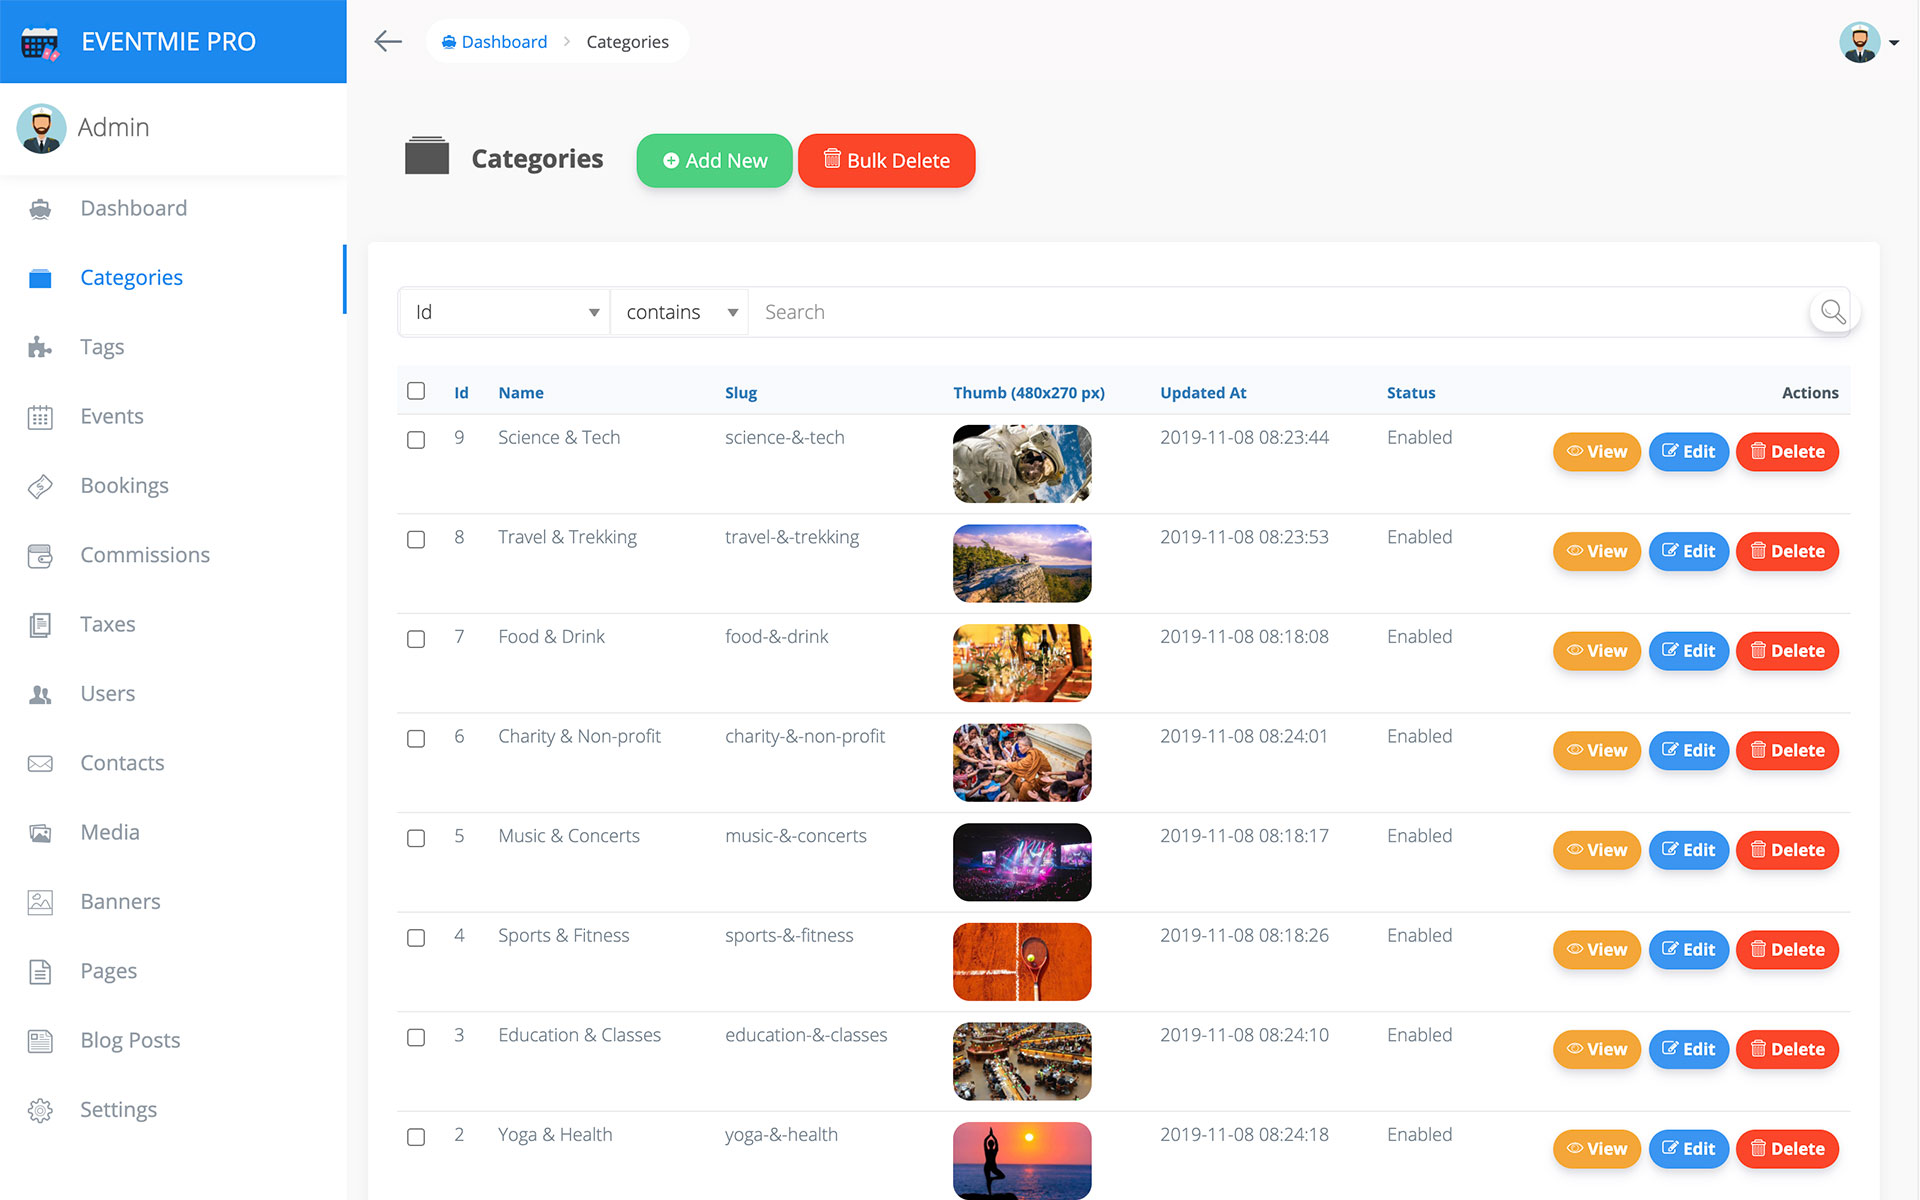 EVENTMIE PRO
Dashboard > Categories
Admin
Dashboard
Categories
Tags
Events
Bookings
Commissions
Taxes
Users
Contacts
Media
Banners
Pages
Blog Posts
Settings
Categories Add New Bulk Delete
Id contains Search
Id Name Slug Thumb (480x270 px) Updated At Status Actions
9 Science & Tech science-&-tech 2019-11-08 08:23:44 Enabled View Edit Delete
8 Travel & Trekking travel-&-trekking 2019-11-08 08:23:53 Enabled View Edit Delete
7 Food & Drink food-&-drink 2019-11-08 08:18:08 Enabled View Edit Delete
6 Charity & Non-profit charity-&-non-profit 2019-11-08 08:24:01 Enabled View Edit Delete
5 Music & Concerts music-&-concerts 2019-11-08 08:18:17 Enabled View Edit Delete
4 Sports & Fitness sports-&-fitness 2019-11-08 08:18:26 Enabled View Edit Delete
3 Education & Classes education-&-classes 2019-11-08 08:24:10 Enabled View Edit Delete
2 Yoga & Health yoga-&-health 2019-11-08 08:24:18 Enabled View Edit Delete